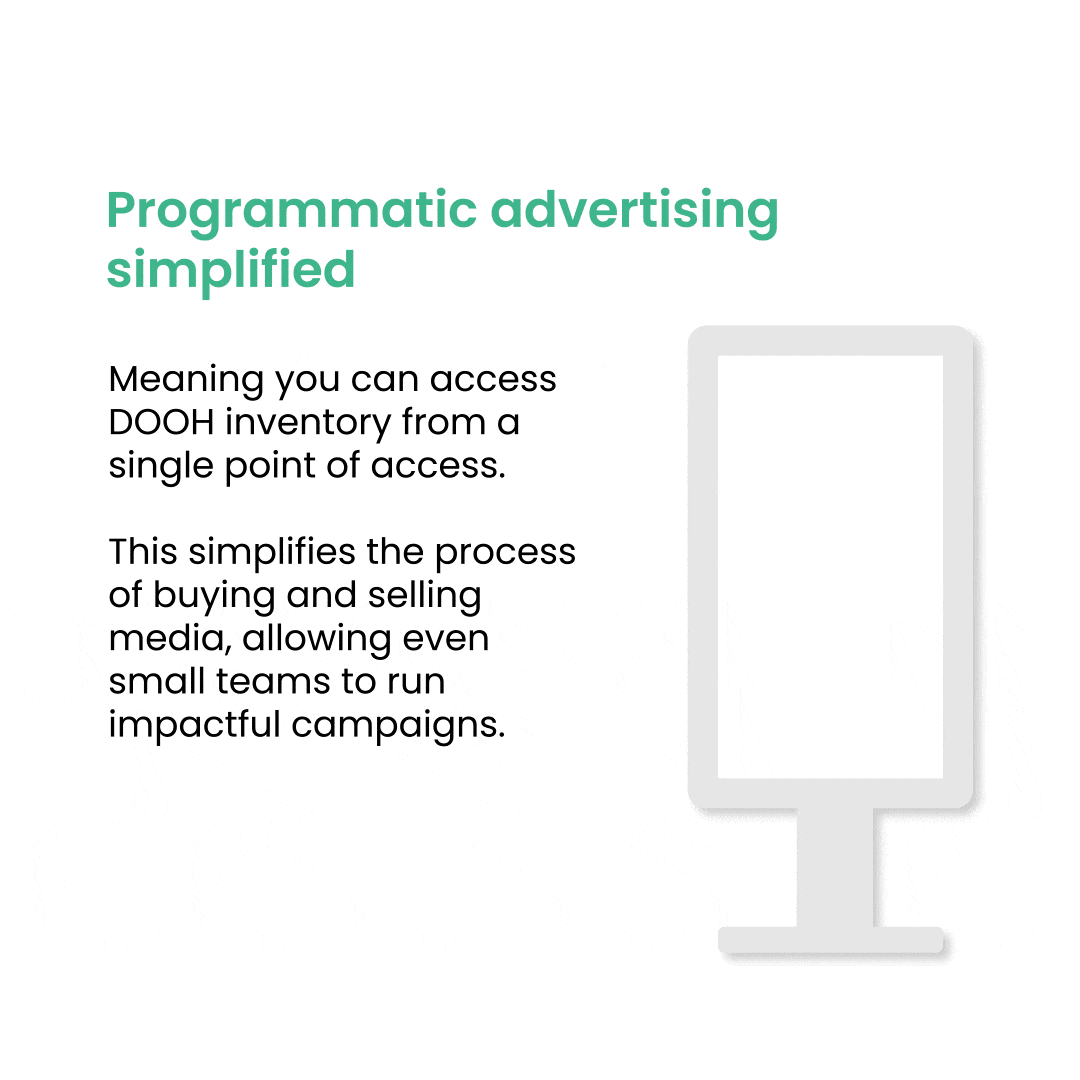 Programmatic advertising
simplified
Meaning you can access
DOOH inventory from a
single point of access.
This simplifies the process
of buying and selling
media, allowing even
small teams to run
impactful campaigns.